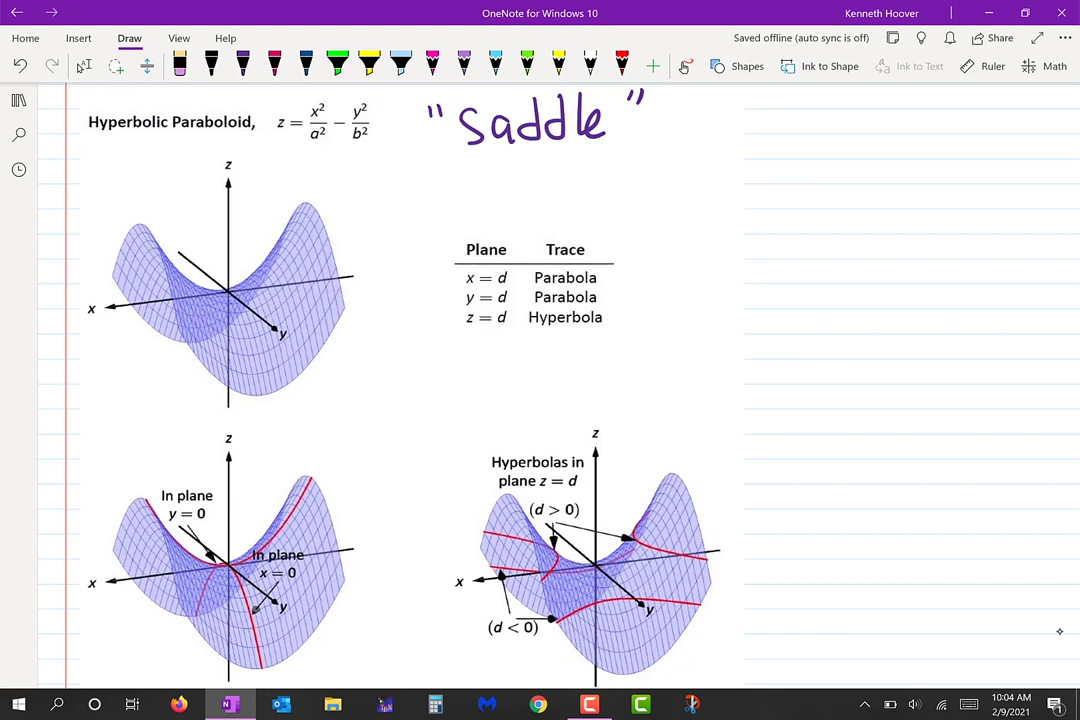 OneNote for Windows 10
Kenneth Hoover
Home Insert Draw View Help
Saved offline (auto sync is off)
Share
Shapes
Ink to Shape
Ink to Text
Ruler
Math
Hyperbolic Paraboloid, z = x²/a² − y²/b²
"saddle"
z
x
y
Plane Trace
x = d Parabola
y = d Parabola
z = d Hyperbola
z
In plane
y = 0
In plane
x = 0
x
y
z
Hyperbolas in
plane z = d
(d > 0)
x
y
(d < 0)
10:04 AM
2/9/2021